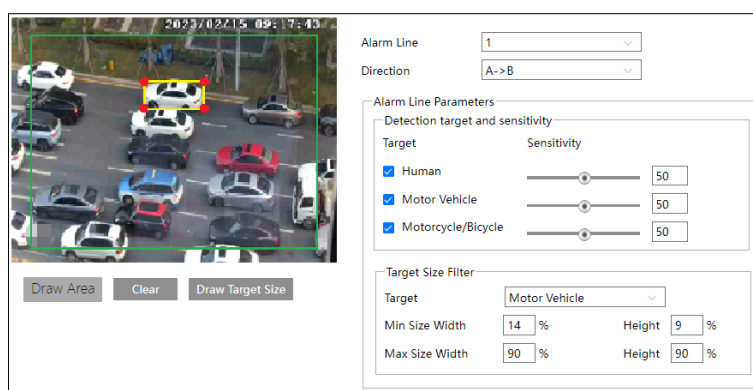 2023/02/15 09:17:43
Alarm Line 1
Direction A->B
Alarm Line Parameters
Detection target and sensitivity
Target Sensitivity
Human 50
Motor Vehicle 50
Motorcycle/Bicycle 50
Draw Area Clear Draw Target Size
Target Size Filter
Target Motor Vehicle
Min Size Width 14 % Height 9 %
Max Size Width 90 % Height 90 %